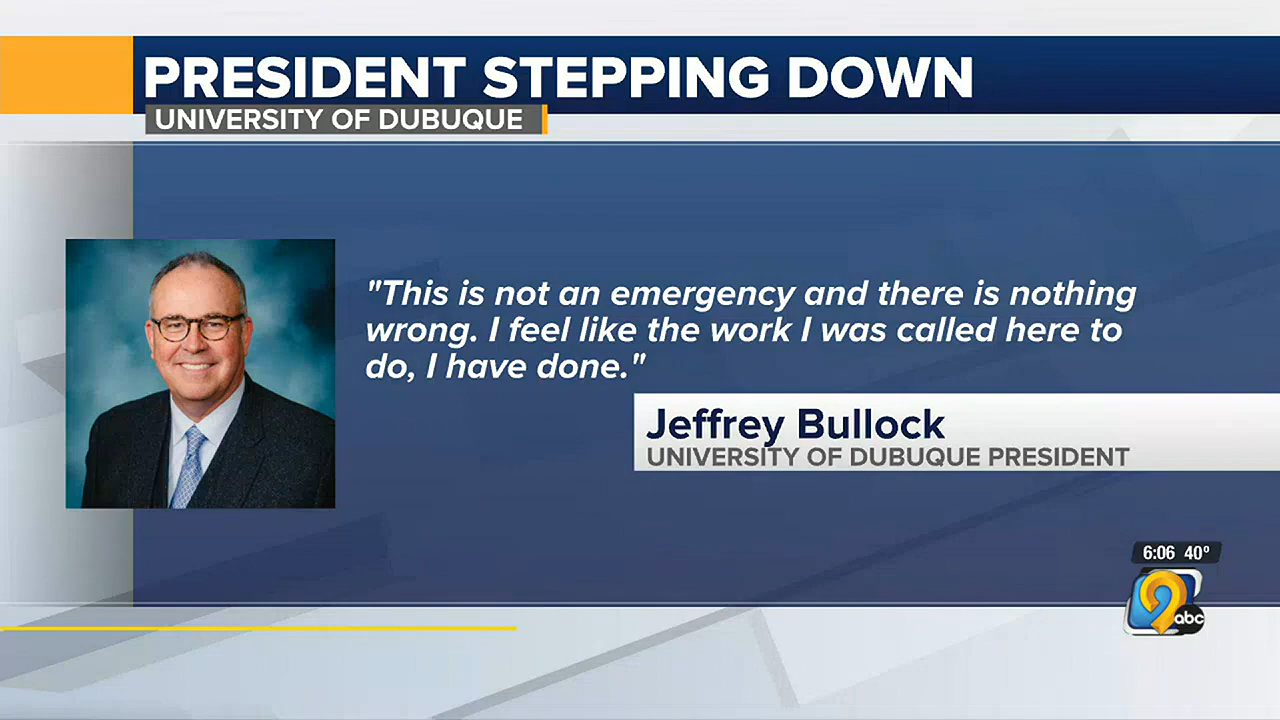 PRESIDENT STEPPING DOWN
UNIVERSITY OF DUBUQUE
"This is not an emergency and there is nothing
wrong. I feel like the work I was called here to
do, I have done."
Jeffrey Bullock
UNIVERSITY OF DUBUQUE PRESIDENT
6:06 40°
9
abc